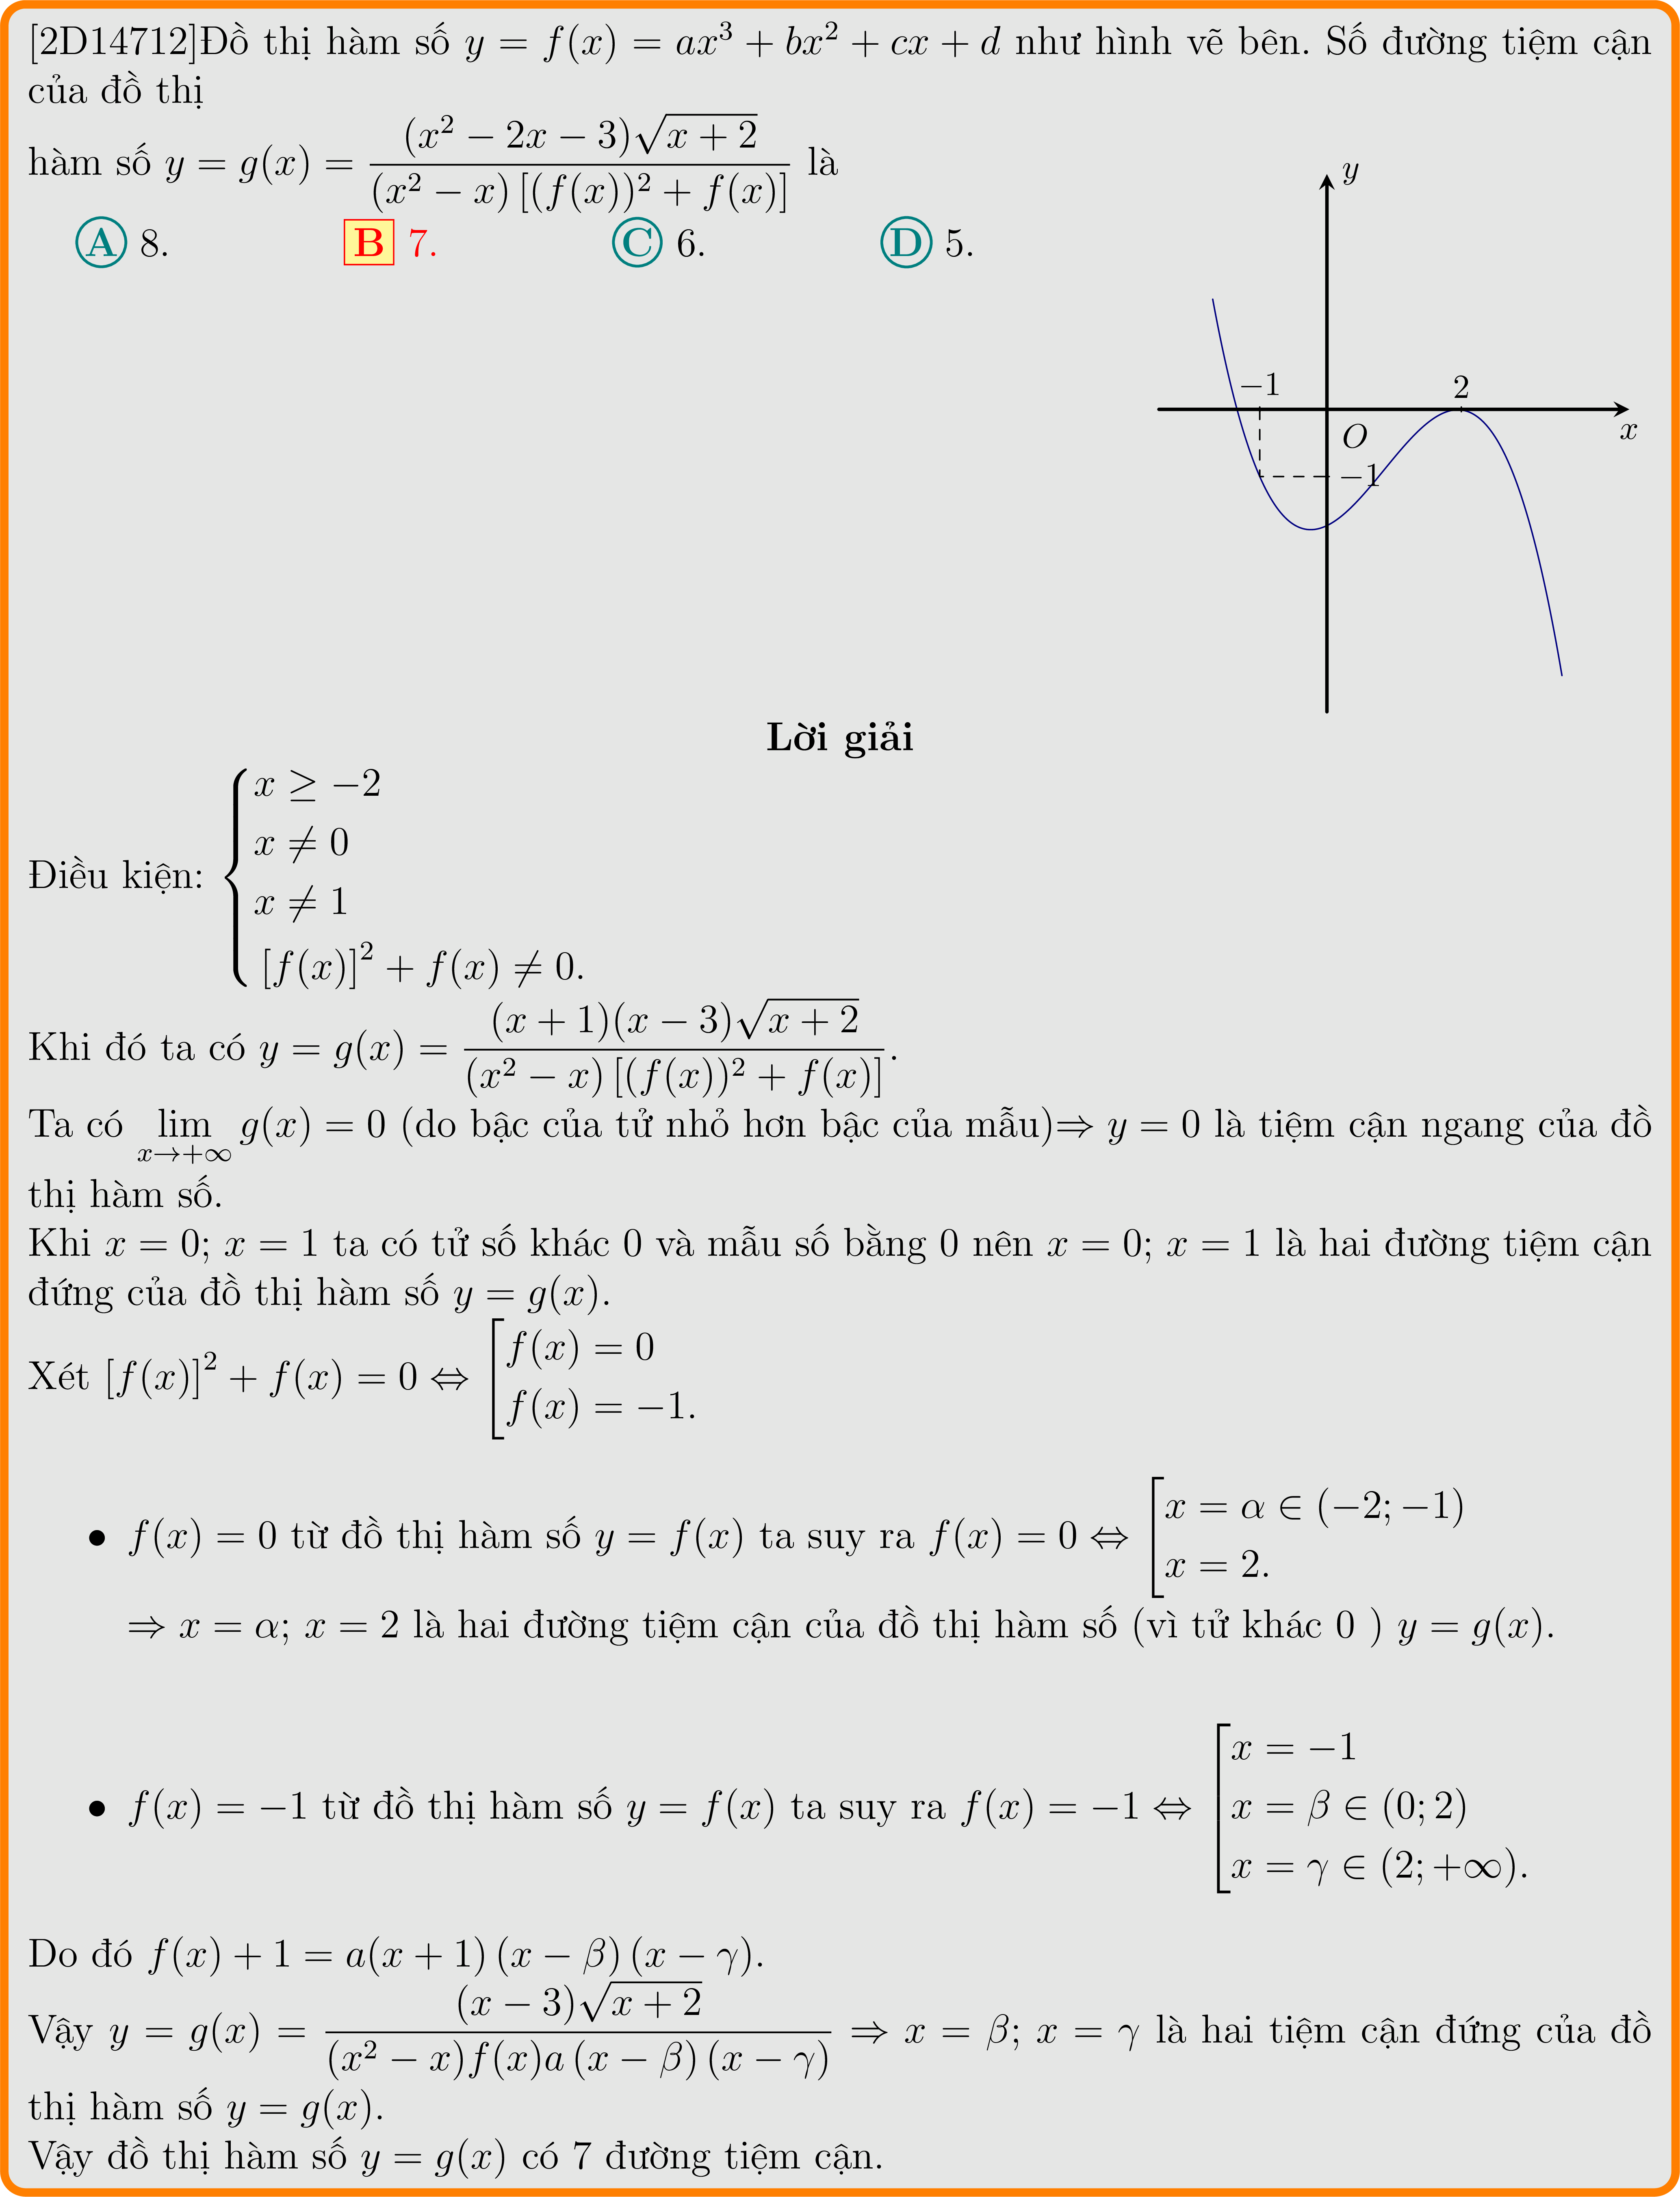 [2D14712]Đồ thị hàm số $y = f(x) = ax^3 + bx^2 + cx + d$ như hình vẽ bên. Số đường tiệm cận
của đồ thị
hàm số $y = g(x) = \dfrac{(x^2 - 2x - 3)\sqrt{x+2}}{(x^2 - x)\left[(f(x))^2 + f(x)\right]}$ là
A 8. B 7. C 6. D 5.
y
−1
2
O
x
−1
Lời giải
Điều kiện: $\begin{cases} x \geq -2 \\ x \neq 0 \\ x \neq 1 \\ [f(x)]^2 + f(x) \neq 0. \end{cases}$
Khi đó ta có $y = g(x) = \dfrac{(x+1)(x-3)\sqrt{x+2}}{(x^2 - x)\left[(f(x))^2 + f(x)\right]}$.
Ta có $\lim\limits_{x \to +\infty} g(x) = 0$ (do bậc của tử nhỏ hơn bậc của mẫu)$\Rightarrow y = 0$ là tiệm cận ngang của đồ
thị hàm số.
Khi $x = 0$; $x = 1$ ta có tử số khác 0 và mẫu số bằng 0 nên $x = 0$; $x = 1$ là hai đường tiệm cận
đứng của đồ thị hàm số $y = g(x)$.
Xét $[f(x)]^2 + f(x) = 0 \Leftrightarrow \left[\begin{array}{l} f(x) = 0 \\ f(x) = -1. \end{array}\right.$
• $f(x) = 0$ từ đồ thị hàm số $y = f(x)$ ta suy ra $f(x) = 0 \Leftrightarrow \left[\begin{array}{l} x = \alpha \in (-2; -1) \\ x = 2. \end{array}\right.$
$\Rightarrow x = \alpha$; $x = 2$ là hai đường tiệm cận của đồ thị hàm số (vì tử khác 0 ) $y = g(x)$.
• $f(x) = -1$ từ đồ thị hàm số $y = f(x)$ ta suy ra $f(x) = -1 \Leftrightarrow \left[\begin{array}{l} x = -1 \\ x = \beta \in (0; 2) \\ x = \gamma \in (2; +\infty). \end{array}\right.$
Do đó $f(x) + 1 = a(x+1)(x-\beta)(x-\gamma)$.
Vậy $y = g(x) = \dfrac{(x-3)\sqrt{x+2}}{(x^2 - x)f(x)a(x-\beta)(x-\gamma)} \Rightarrow x = \beta$; $x = \gamma$ là hai tiệm cận đứng của đồ
thị hàm số $y = g(x)$.
Vậy đồ thị hàm số $y = g(x)$ có 7 đường tiệm cận.